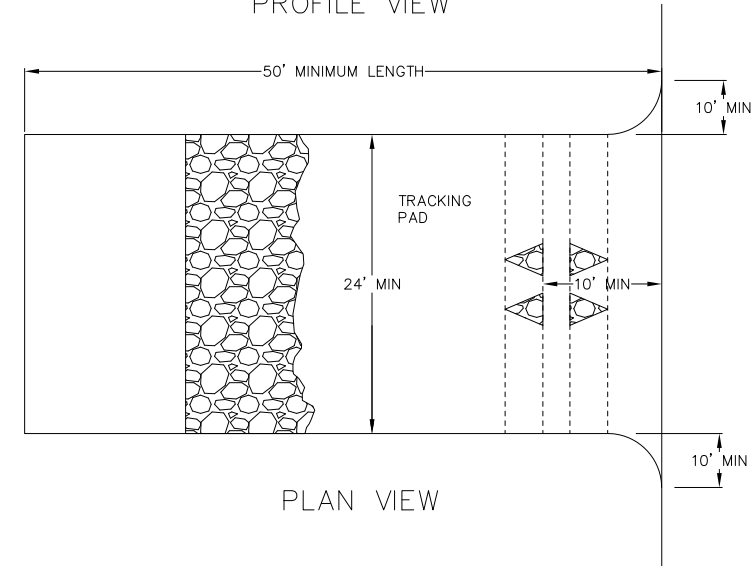 PROFILE VIEW
50' MINIMUM LENGTH
10' MIN
TRACKING
PAD
24' MIN
10' MIN
10' MIN
PLAN VIEW